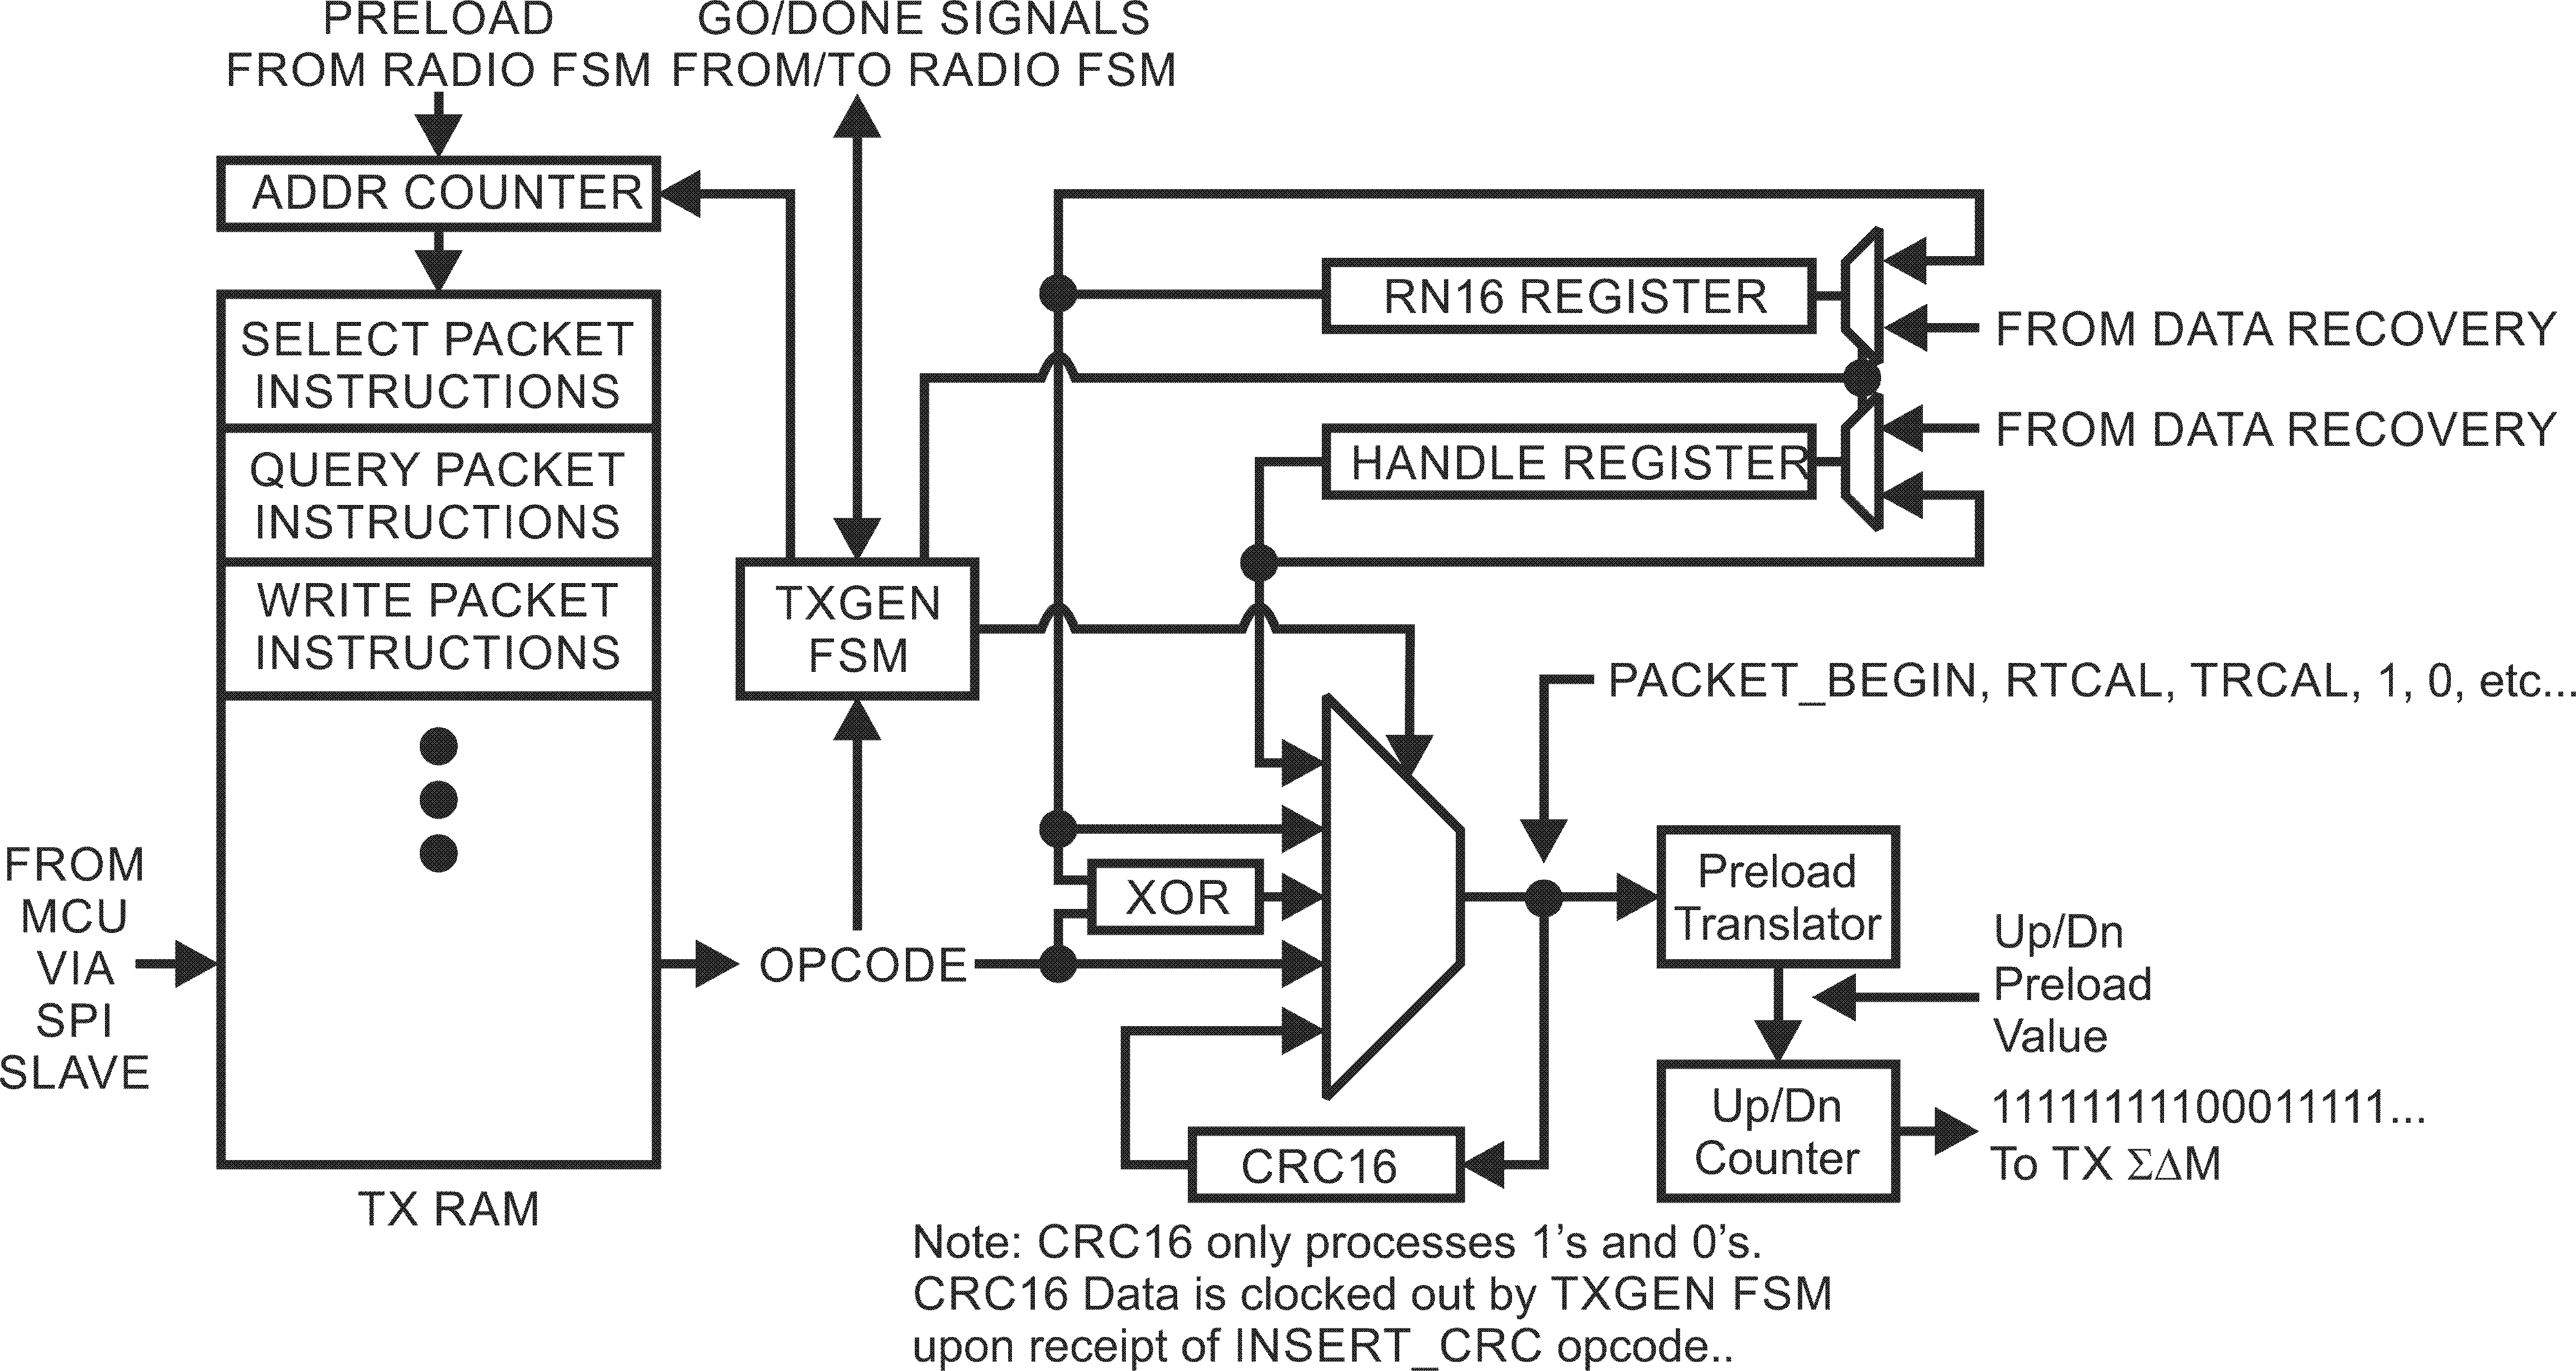 PRELOAD
FROM RADIO FSM
GO/DONE SIGNALS
FROM/TO RADIO FSM
ADDR COUNTER
SELECT PACKET
INSTRUCTIONS
QUERY PACKET
INSTRUCTIONS
WRITE PACKET
INSTRUCTIONS
FROM
MCU
VIA
SPI
SLAVE
TX RAM
TXGEN
FSM
OPCODE
RN16 REGISTER
FROM DATA RECOVERY
FROM DATA RECOVERY
HANDLE REGISTER
PACKET_BEGIN, RTCAL, TRCAL, 1, 0, etc...
XOR
CRC16
Preload
Translator
Up/Dn
Preload
Value
Up/Dn
Counter
11111111100011111...
To TX ΣΔM
Note: CRC16 only processes 1’s and 0’s.
CRC16 Data is clocked out by TXGEN FSM
upon receipt of INSERT_CRC opcode..